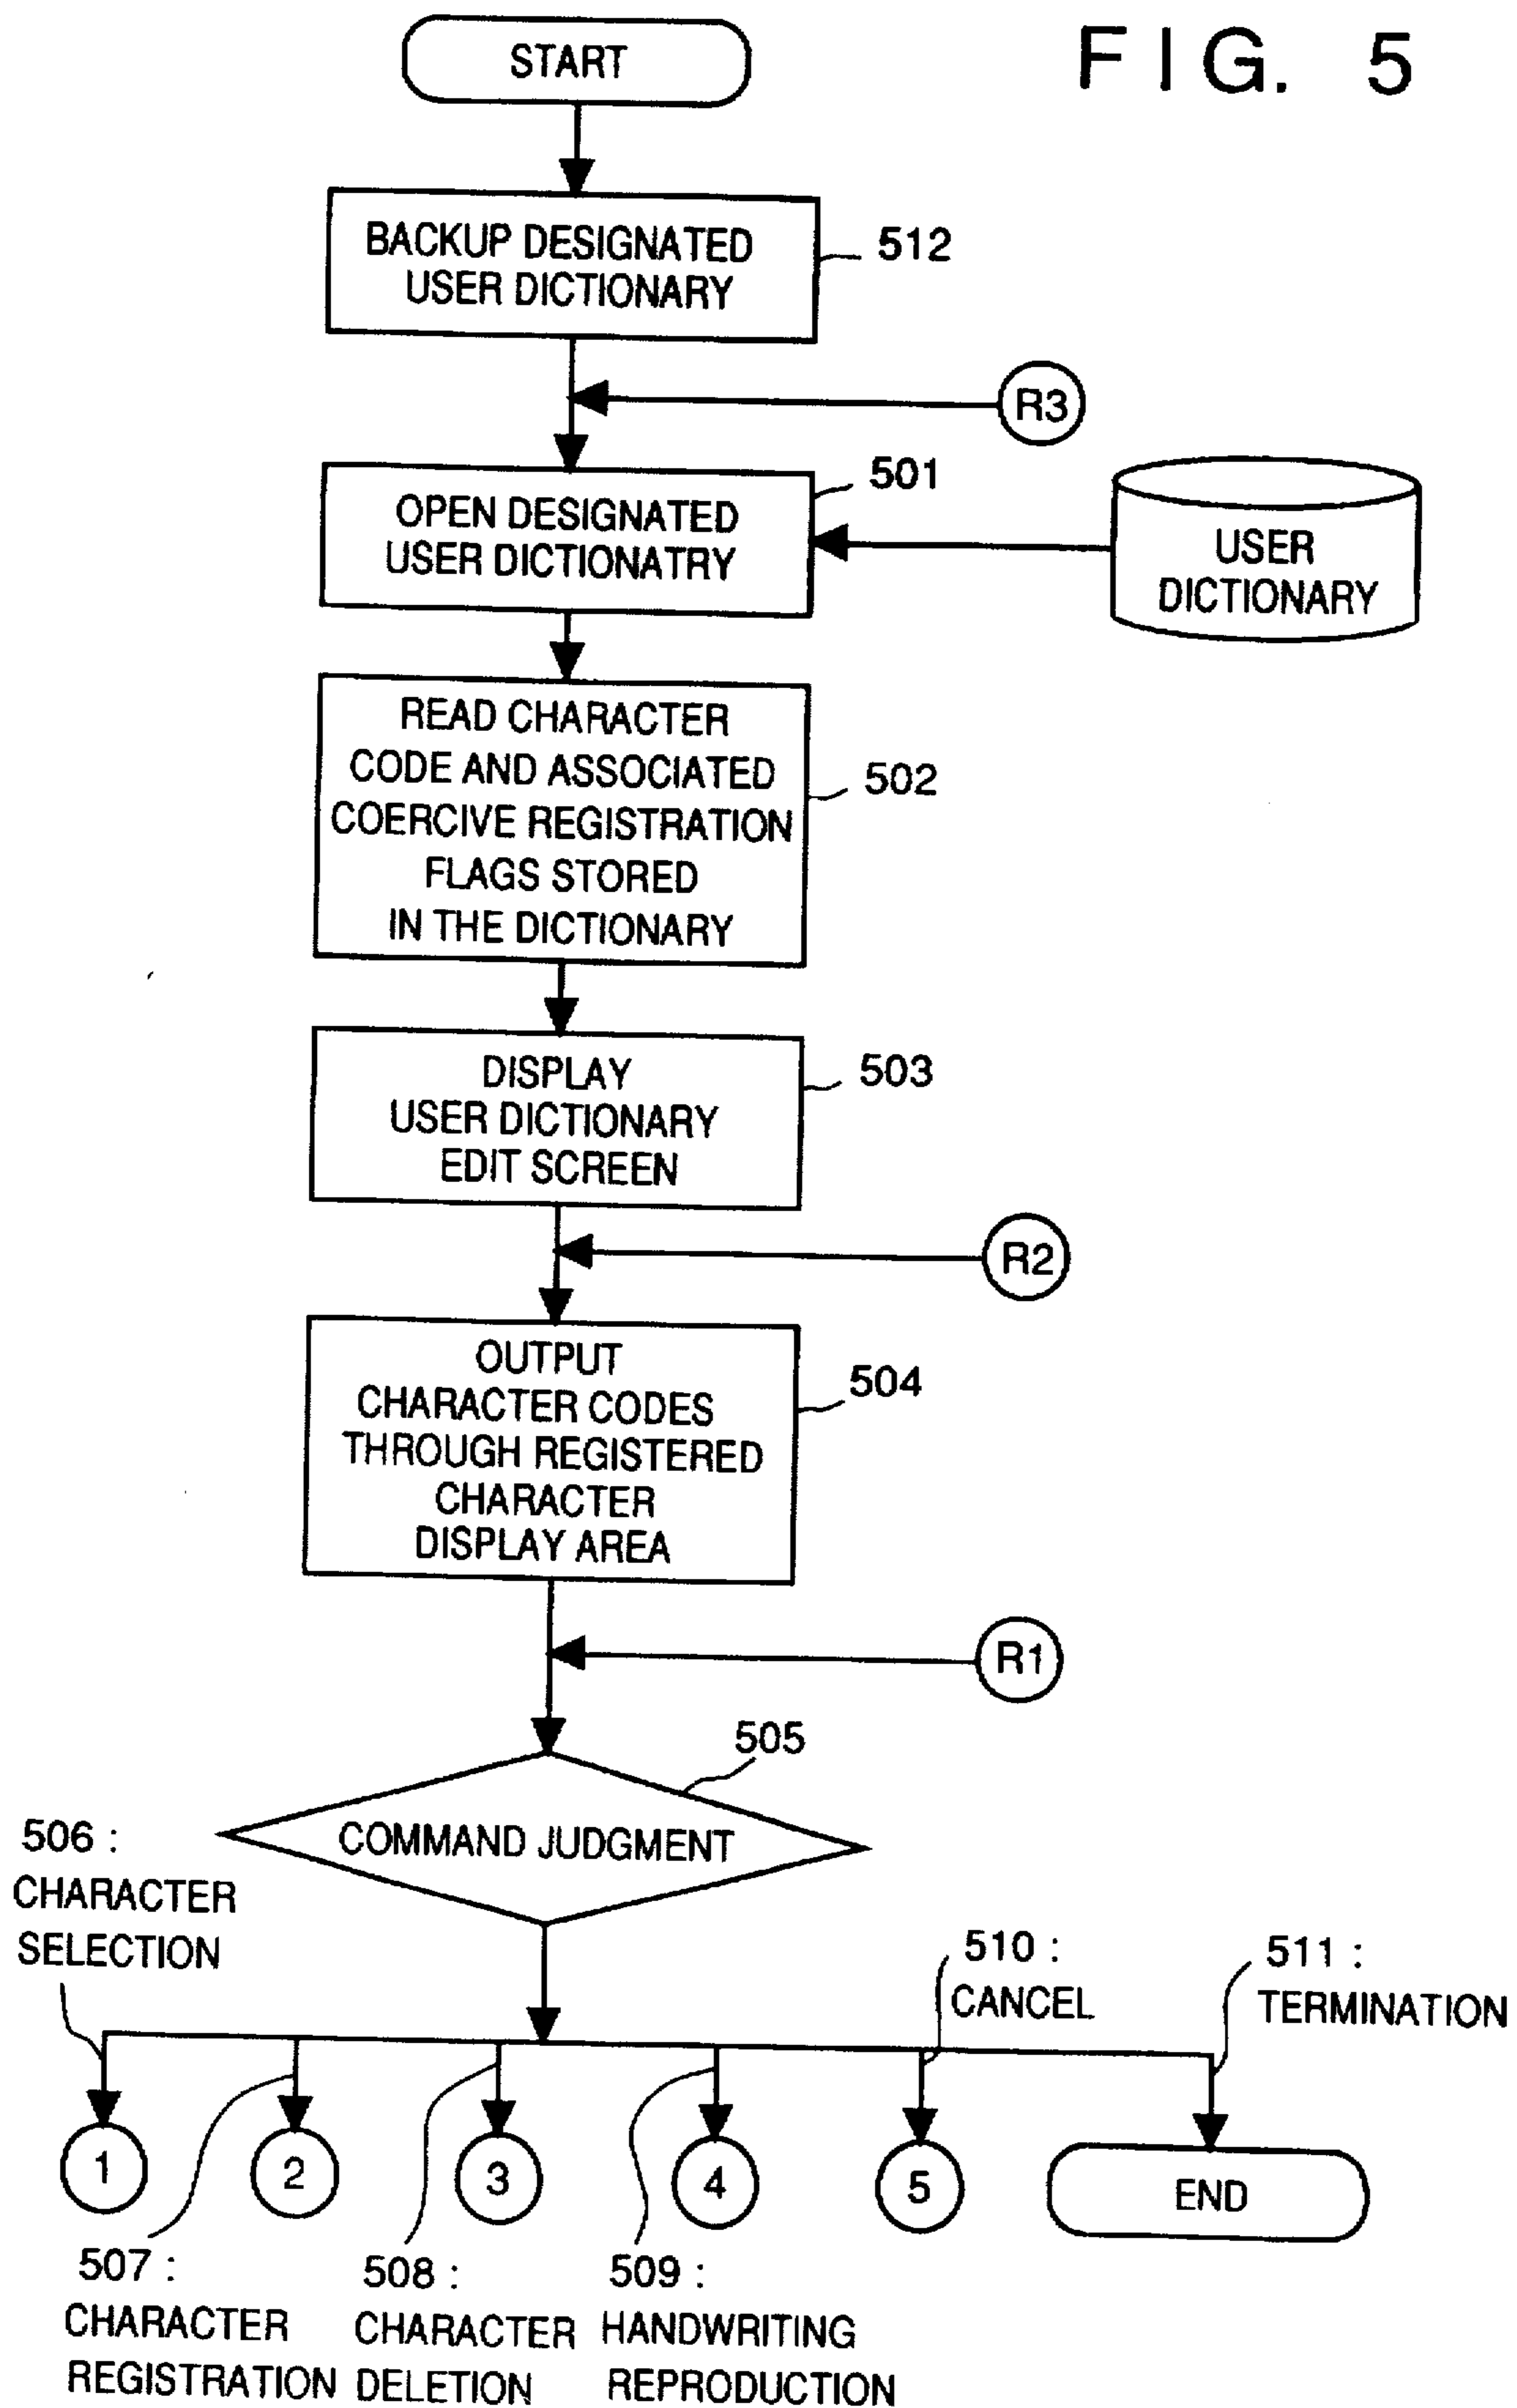 FIG. 5
START
BACKUP DESIGNATED
USER DICTIONARY
512
R3
501
OPEN DESIGNATED
USER DICTIONATRY
USER
DICTIONARY
READ CHARACTER
CODE AND ASSOCIATED
COERCIVE REGISTRATION
FLAGS STORED
IN THE DICTIONARY
502
DISPLAY
USER DICTIONARY
EDIT SCREEN
503
R2
OUTPUT
CHARACTER CODES
THROUGH REGISTERED
CHARACTER
DISPLAY AREA
504
R1
505
COMMAND JUDGMENT
506 :
CHARACTER
SELECTION
510 :
CANCEL
511 :
TERMINATION
1
2
3
4
5
END
507 :
CHARACTER
REGISTRATION
508 :
CHARACTER
DELETION
509 :
HANDWRITING
REPRODUCTION